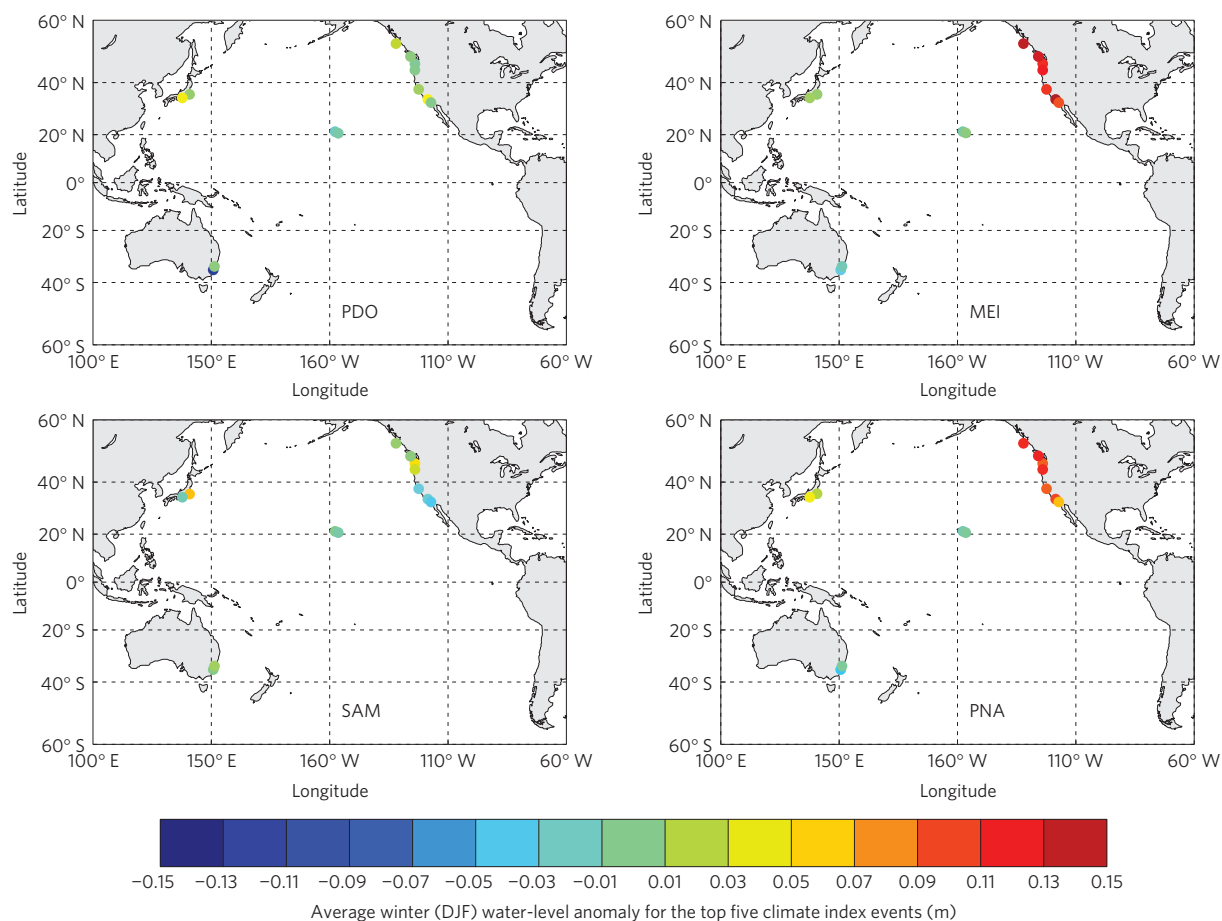 60° N
40° N
20° N
0°
20° S
40° S
60° S
Latitude
100° E 150° E 160° W 110° W 60° W
Longitude
PDO
60° N
40° N
20° N
0°
20° S
40° S
60° S
Latitude
100° E 150° E 160° W 110° W 60° W
Longitude
MEI
60° N
40° N
20° N
0°
20° S
40° S
60° S
Latitude
100° E 150° E 160° W 110° W 60° W
Longitude
SAM
60° N
40° N
20° N
0°
20° S
40° S
60° S
Latitude
100° E 150° E 160° W 110° W 60° W
Longitude
PNA
−0.15 −0.13 −0.11 −0.09 −0.07 −0.05 −0.03 −0.01 0.01 0.03 0.05 0.07 0.09 0.11 0.13 0.15
Average winter (DJF) water-level anomaly for the top five climate index events (m)